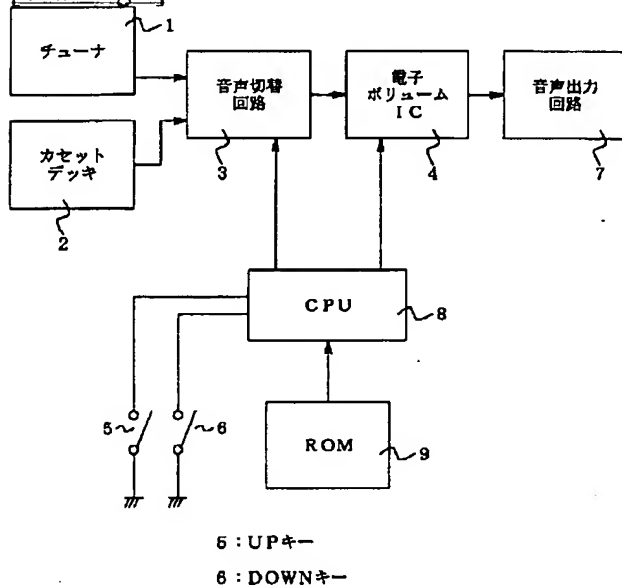 チューナ
1
カセット
デッキ
2
音声切替
回路
3
電子
ボリューム
IC
4
音声出力
回路
7
CPU
8
5
6
ROM
9
5:UPキー
6:DOWNキー